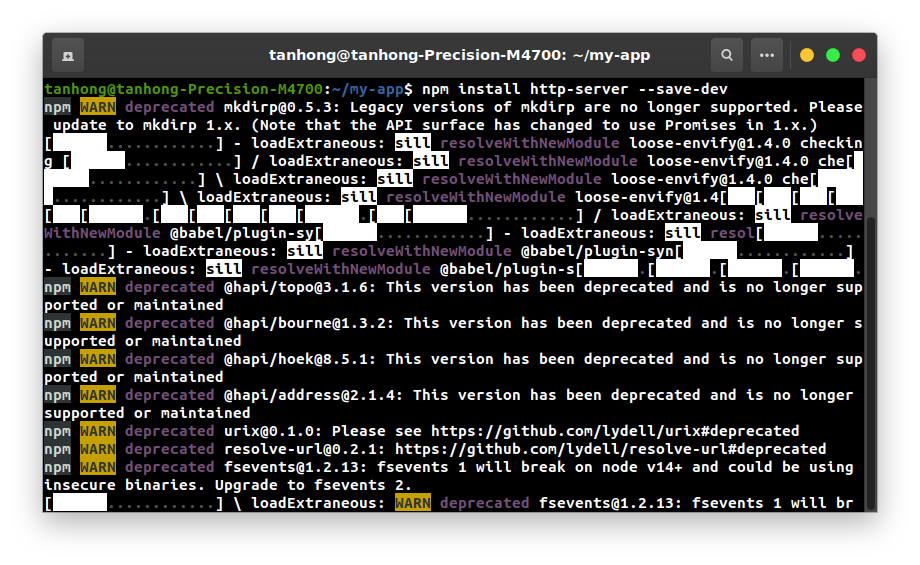 tanhong@tanhong-Precision-M4700: ~/my-app
tanhong@tanhong-Precision-M4700:~/my-app$ npm install http-server --save-dev
npm WARN deprecated mkdirp@0.5.3: Legacy versions of mkdirp are no longer supported. Please
 update to mkdirp 1.x. (Note that the API surface has changed to use Promises in 1.x.)
[      ............] - loadExtraneous: sill resolveWithNewModule loose-envify@1.4.0 checkin
g [      ............] / loadExtraneous: sill resolveWithNewModule loose-envify@1.4.0 che[
     ............] \ loadExtraneous: sill resolveWithNewModule loose-envify@1.4.0 che[
 ............] \ loadExtraneous: sill resolveWithNewModule loose-envify@1.4[   [   [   [
[   [      .[   [   [   [   [      .[   [      ............] / loadExtraneous: sill resolve
WithNewModule @babel/plugin-sy[      ............] - loadExtraneous: sill resol[      .....
.......] - loadExtraneous: sill resolveWithNewModule @babel/plugin-syn[      ............]
- loadExtraneous: sill resolveWithNewModule @babel/plugin-s[      .[      .[      .[      .
npm WARN deprecated @hapi/topo@3.1.6: This version has been deprecated and is no longer sup
ported or maintained
npm WARN deprecated @hapi/bourne@1.3.2: This version has been deprecated and is no longer s
upported or maintained
npm WARN deprecated @hapi/hoek@8.5.1: This version has been deprecated and is no longer sup
ported or maintained
npm WARN deprecated @hapi/address@2.1.4: This version has been deprecated and is no longer
supported or maintained
npm WARN deprecated urix@0.1.0: Please see https://github.com/lydell/urix#deprecated
npm WARN deprecated resolve-url@0.2.1: https://github.com/lydell/resolve-url#deprecated
npm WARN deprecated fsevents@1.2.13: fsevents 1 will break on node v14+ and could be using
insecure binaries. Upgrade to fsevents 2.
[      ............] \ loadExtraneous: WARN deprecated fsevents@1.2.13: fsevents 1 will br